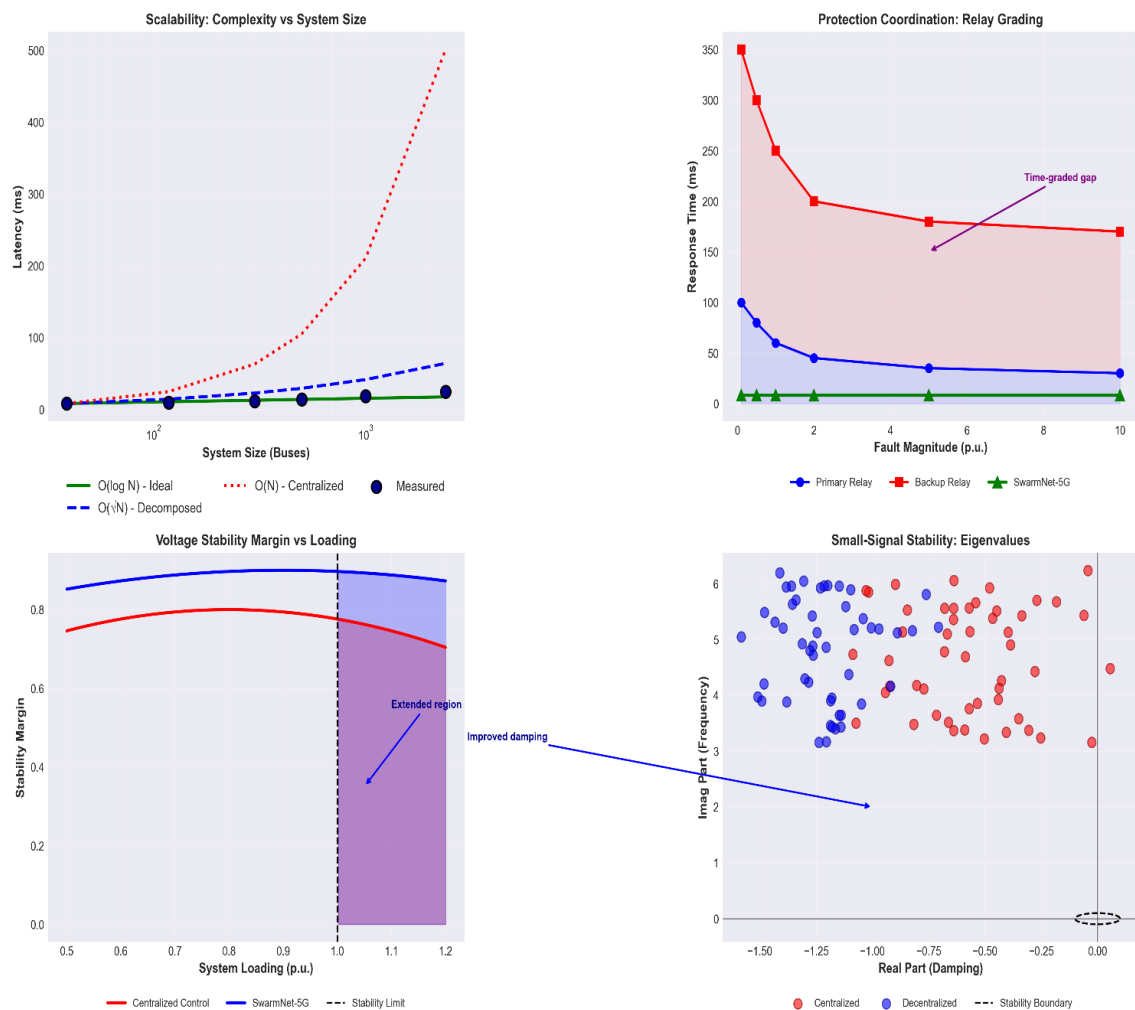 Scalability: Complexity vs System Size
500
400
300
200
100
0
Latency (ms)
10²
10³
System Size (Buses)
O(log N) - Ideal
O(N) - Centralized
Measured
O(√N) - Decomposed
Protection Coordination: Relay Grading
350
300
250
200
150
100
50
0
Response Time (ms)
Time-graded gap
0
2
4
6
8
10
Fault Magnitude (p.u.)
Primary Relay
Backup Relay
SwarmNet-5G
Voltage Stability Margin vs Loading
0.8
0.6
0.4
0.2
0.0
Stability Margin
Extended region
0.5
0.6
0.7
0.8
0.9
1.0
1.1
1.2
System Loading (p.u.)
Centralized Control
SwarmNet-5G
Stability Limit
Small-Signal Stability: Eigenvalues
Improved damping
6
5
4
3
2
1
0
Imag Part (Frequency)
−1.50
−1.25
−1.00
−0.75
−0.50
−0.25
0.00
Real Part (Damping)
Centralized
Decentralized
Stability Boundary